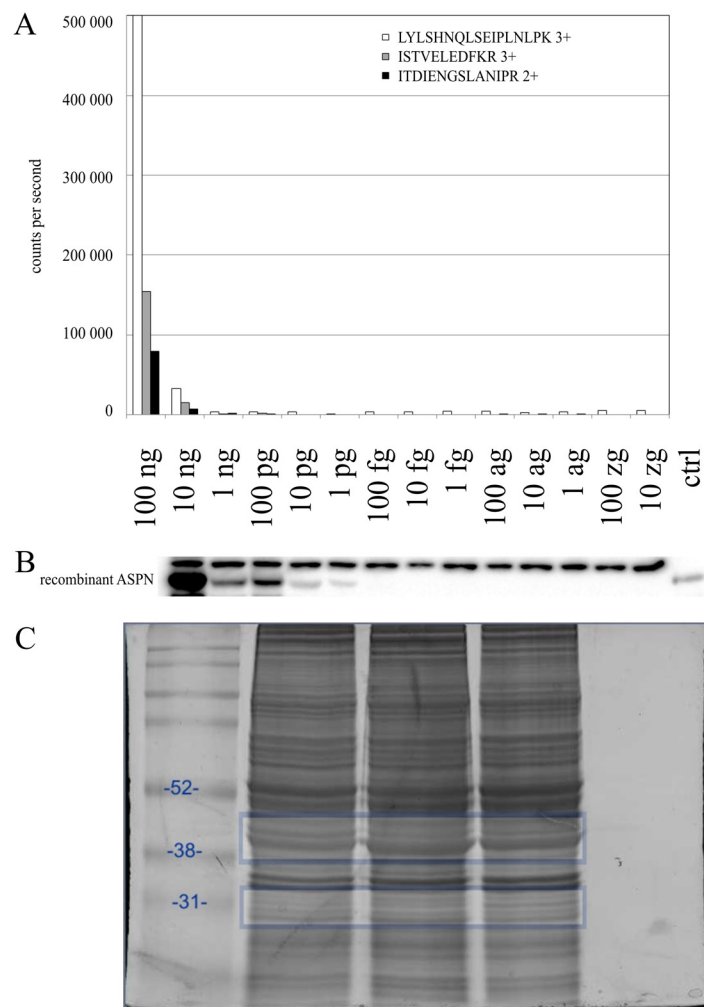 A
500 000
400 000
300 000
200 000
100 000
0
counts per second
LYLSHNQLSEIPLNLPK 3+
ISTVELEDFKR 3+
ITDIENGSLANIPR 2+
100 ng
10 ng
1 ng
100 pg
10 pg
1 pg
100 fg
10 fg
1 fg
100 ag
10 ag
1 ag
100 zg
10 zg
ctrl
B
recombinant ASPN
C
-52-
-38-
-31-